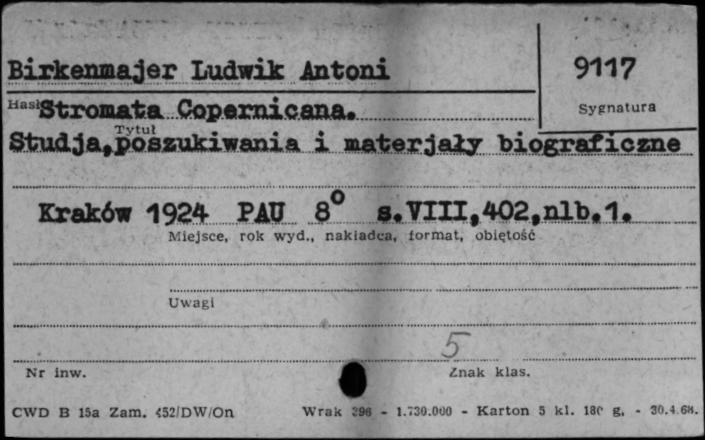 Birkenmajer Ludwik Antoni
9117
Hasło
Stromata Copernicana.
Sygnatura
Tytuł
Studja,poszukiwania i materjały biograficzne
Kraków 1924 PAU 8° s.VIII,402,nlb.1.
Miejsce, rok wyd., nakładca, format, objętość
Uwagi
5
Nr inw.
Znak klas.
CWD B 15a Zam. 452/DW/On Wrak 396 - 1.730.000 - Karton 5 kl. 180 g. - 30.4.68.